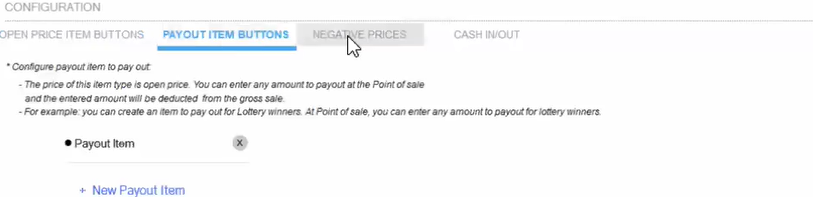 CONFIGURATION
OPEN PRICE ITEM BUTTONS PAYOUT ITEM BUTTONS NEGATIVE PRICES CASH IN/OUT
* Configure payout item to pay out:
- The price of this item type is open price. You can enter any amount to payout at the Point of sale
and the entered amount will be deducted from the gross sale.
- For example: you can create an item to pay out for Lottery winners. At Point of sale, you can enter any amount to payout for lottery winners.
Payout Item X
+ New Payout Item